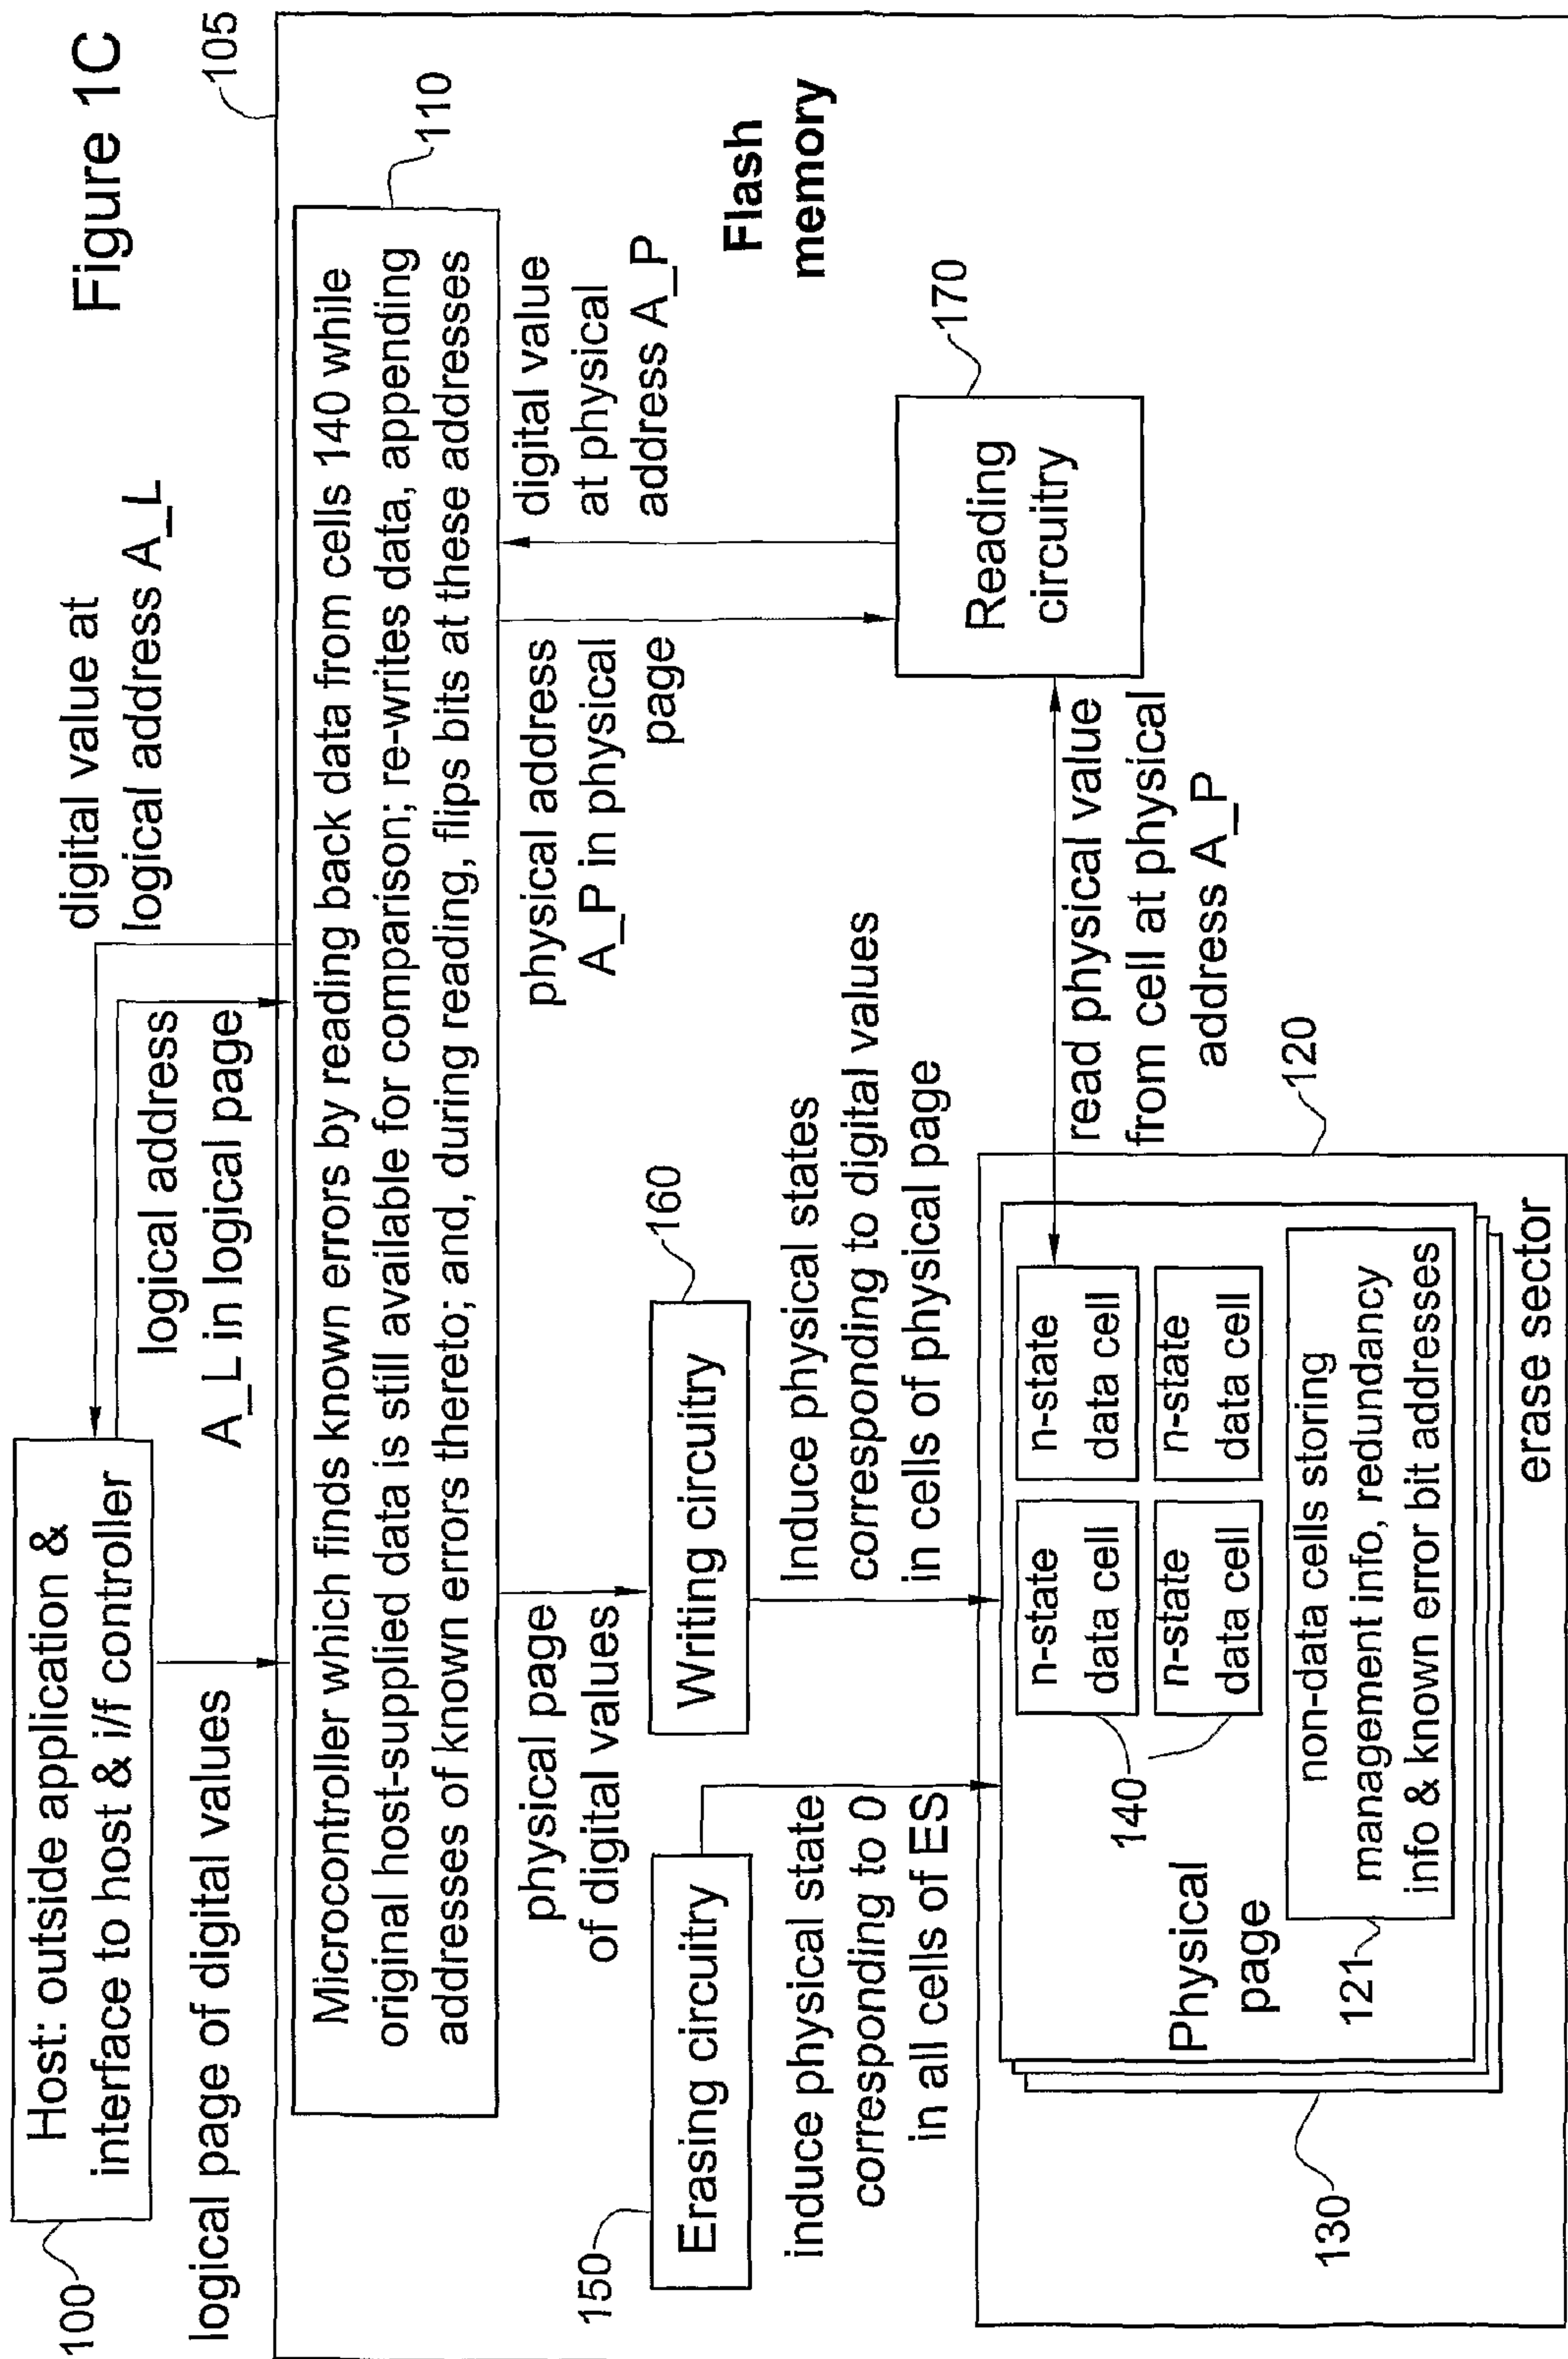 Figure 1C
100
Host: outside application &
interface to host & i/f controller
digital value at
logical address A_L
logical address
A_L in logical page
logical page of digital values
105
110
Microcontroller which finds known errors by reading back data from cells 140 while
original host-supplied data is still available for comparison; re-writes data, appending
addresses of known errors thereto; and, during reading, flips bits at these addresses
physical page
of digital values
physical address
A_P in physical
page
digital value
at physical
address A_P
Flash
memory
150
Erasing circuitry
160
Writing circuitry
170
Reading
circuitry
induce physical state
corresponding to 0
in all cells of ES
Induce physical states
corresponding to digital values
in cells of physical page
read physical value
from cell at physical
address A_P
120
Physical
page
140
n-state
data cell
n-state
data cell
n-state
data cell
n-state
data cell
121
non-data cells storing
management info, redundancy
info & known error bit addresses
130
erase sector